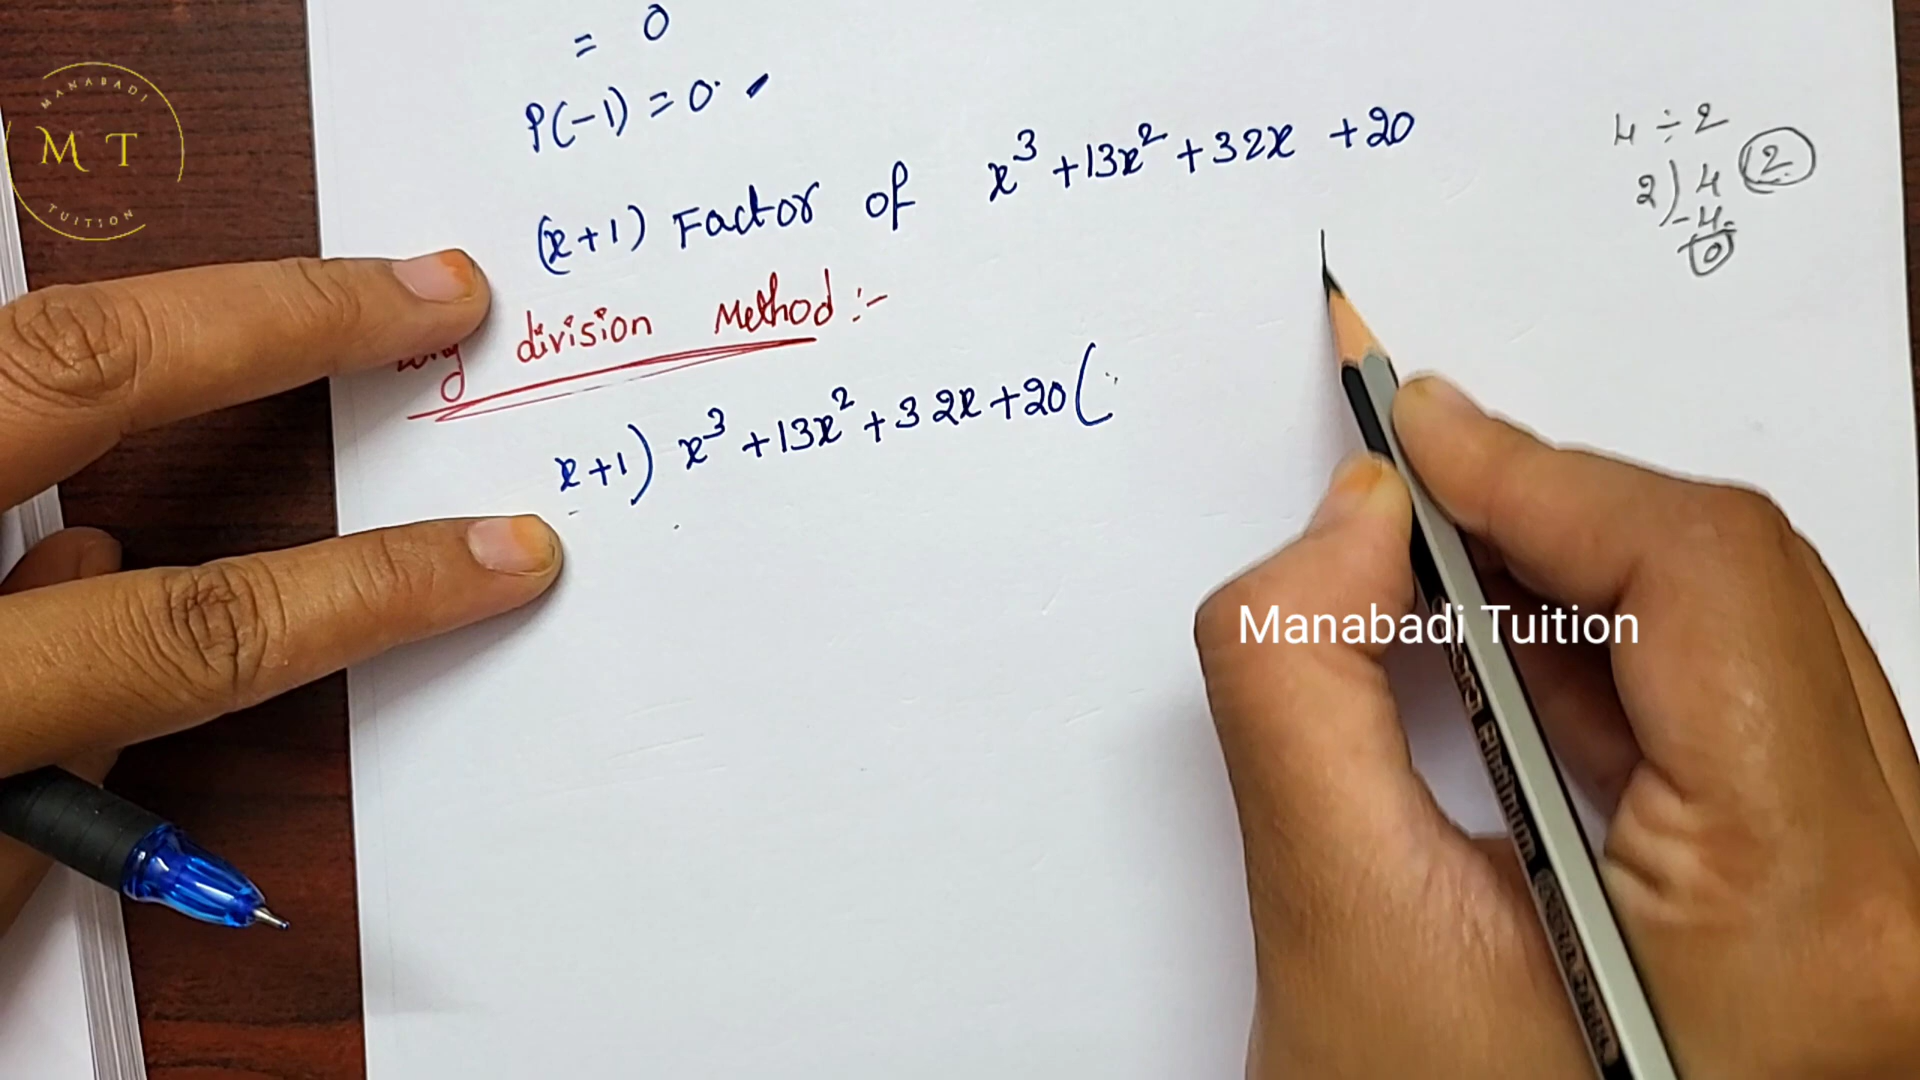 = 0
P(-1) = 0.
(x+1) Factor of x³ +13x² +32x +20
division Method :-
x+1) x³ +13x² +32x+20(
4 ÷ 2
2) 4 (2)
-4
0
MANABADI
M T
TUITION
Manabadi Tuition